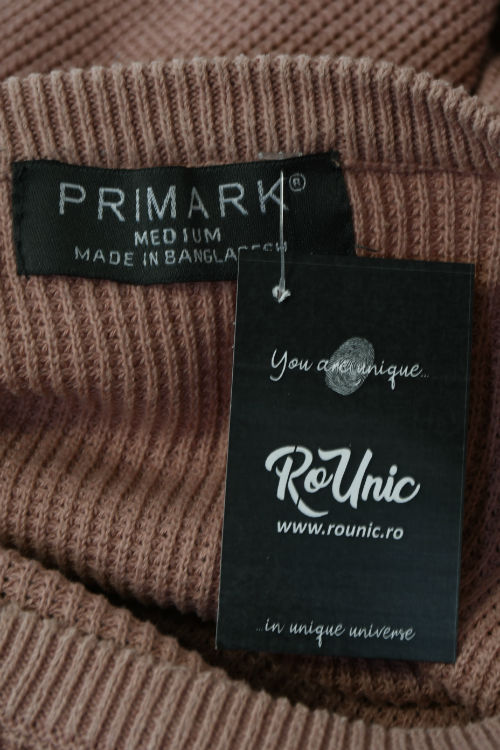 PRIMARK®
MEDIUM
MADE IN BANGLADESH
You are unique...
RoUnic
www.rounic.ro
...in unique universe